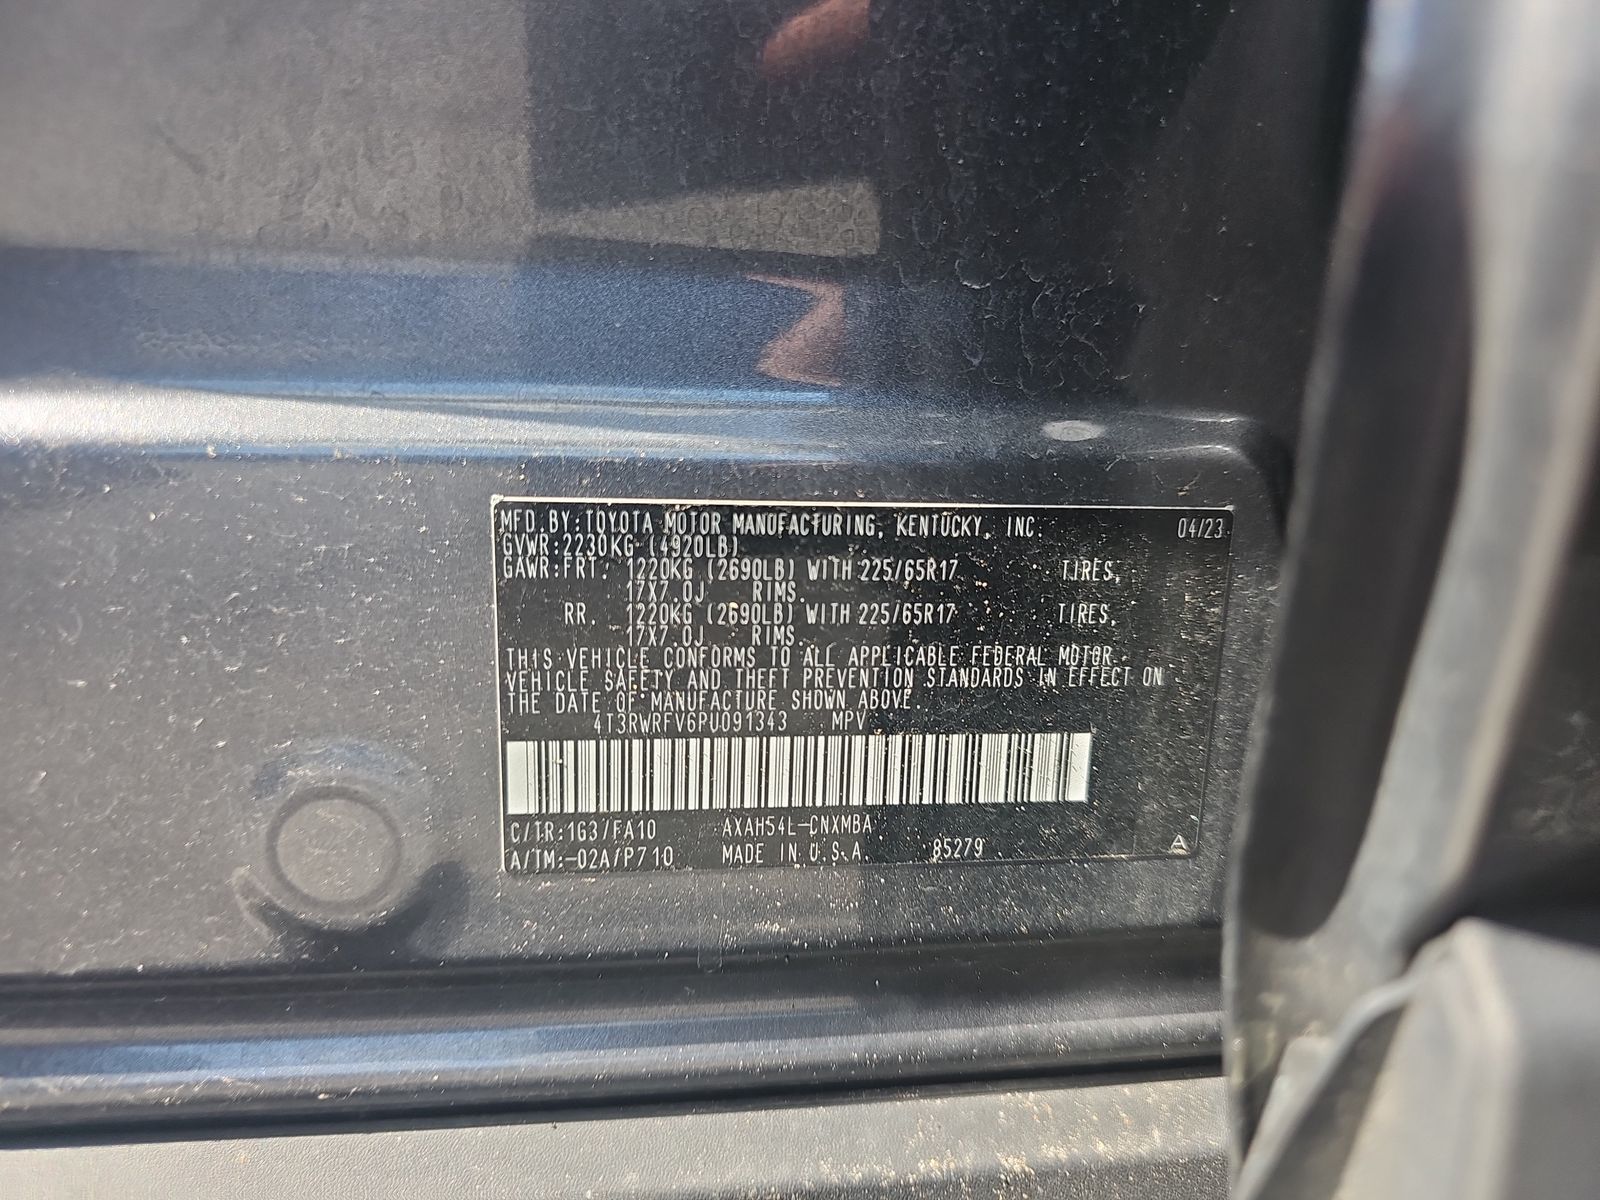 MFD. BY: TOYOTA MOTOR MANUFACTURING, KENTUCKY, INC. 04/23
GVWR: 2230KG (4920LB)
GAWR: FRT. 1220KG (2690LB) WITH 225/65R17 TIRES,
17X7.0J RIMS.
RR. 1220KG (2690LB) WITH 225/65R17 TIRES,
17X7.0J RIMS
THIS VEHICLE CONFORMS TO ALL APPLICABLE FEDERAL MOTOR
VEHICLE SAFETY AND THEFT PREVENTION STANDARDS IN EFFECT ON
THE DATE OF MANUFACTURE SHOWN ABOVE.
4T3RWRFV6PU091343 MPV
C/TR: 1G3/FA10 AXAH54L-CNXMBA
A/TM: -02A/P710 MADE IN U.S.A. 85279 A